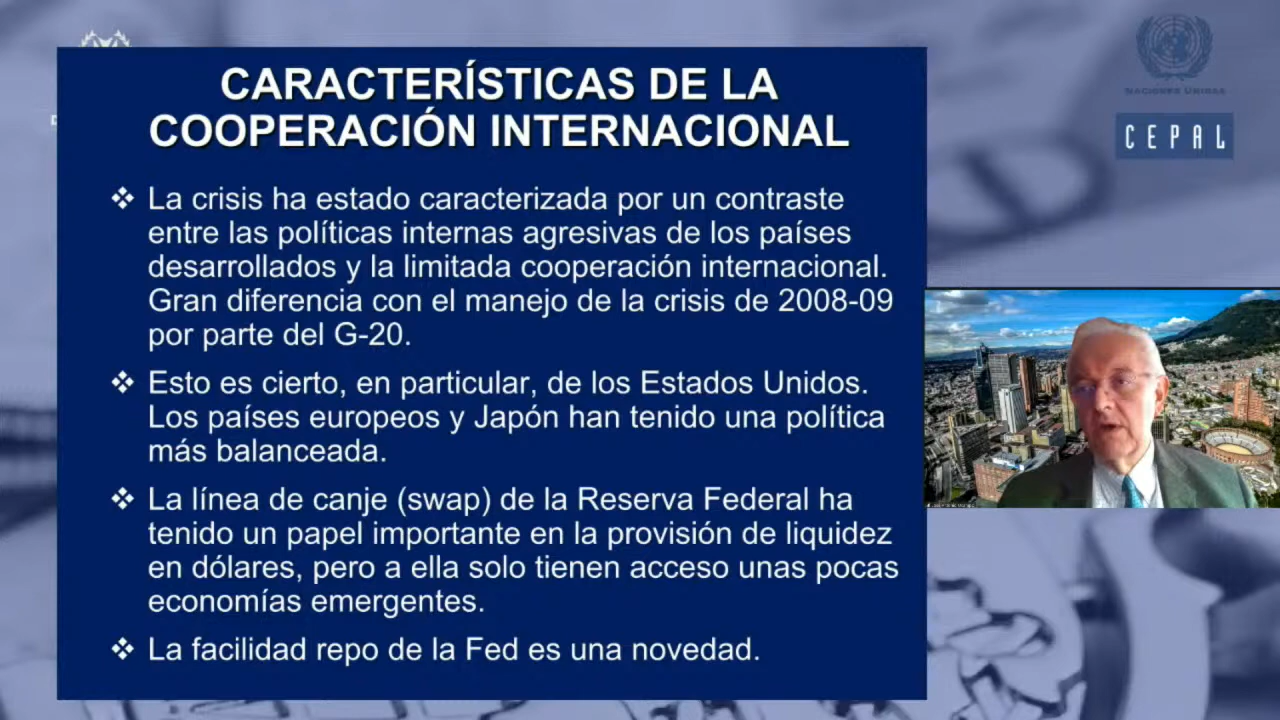 CARACTERÍSTICAS DE LA
COOPERACIÓN INTERNACIONAL
❖ La crisis ha estado caracterizada por un contraste
entre las políticas internas agresivas de los países
desarrollados y la limitada cooperación internacional.
Gran diferencia con el manejo de la crisis de 2008-09
por parte del G-20.
❖ Esto es cierto, en particular, de los Estados Unidos.
Los países europeos y Japón han tenido una política
más balanceada.
❖ La línea de canje (swap) de la Reserva Federal ha
tenido un papel importante en la provisión de liquidez
en dólares, pero a ella solo tienen acceso unas pocas
economías emergentes.
❖ La facilidad repo de la Fed es una novedad.
NACIONES UNIDAS
CEPAL